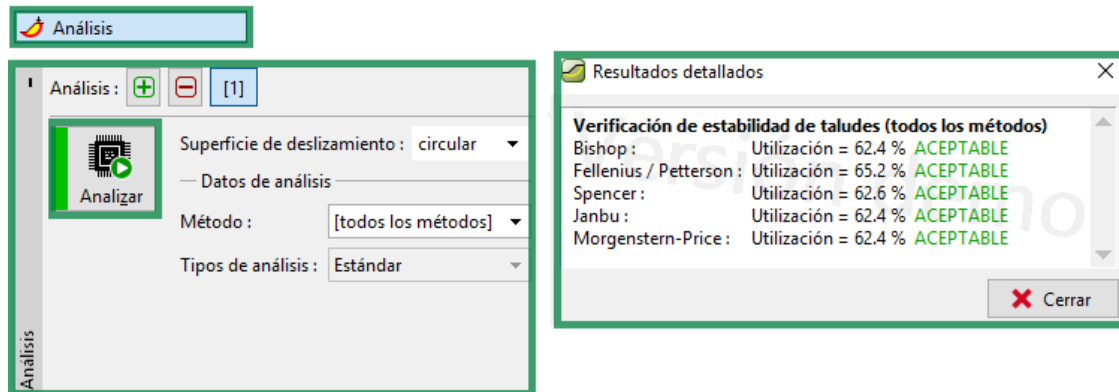 Análisis
Análisis : [1]
Analizar
Superficie de deslizamiento : circular
Datos de análisis
Método : [todos los métodos]
Tipos de análisis : Estándar
Análisis
Resultados detallados
Verificación de estabilidad de taludes (todos los métodos)
Bishop : Utilización = 62.4 % ACEPTABLE
Fellenius / Petterson : Utilización = 65.2 % ACEPTABLE
Spencer : Utilización = 62.6 % ACEPTABLE
Janbu : Utilización = 62.4 % ACEPTABLE
Morgenstern-Price : Utilización = 62.4 % ACEPTABLE
Versión demo
Cerrar